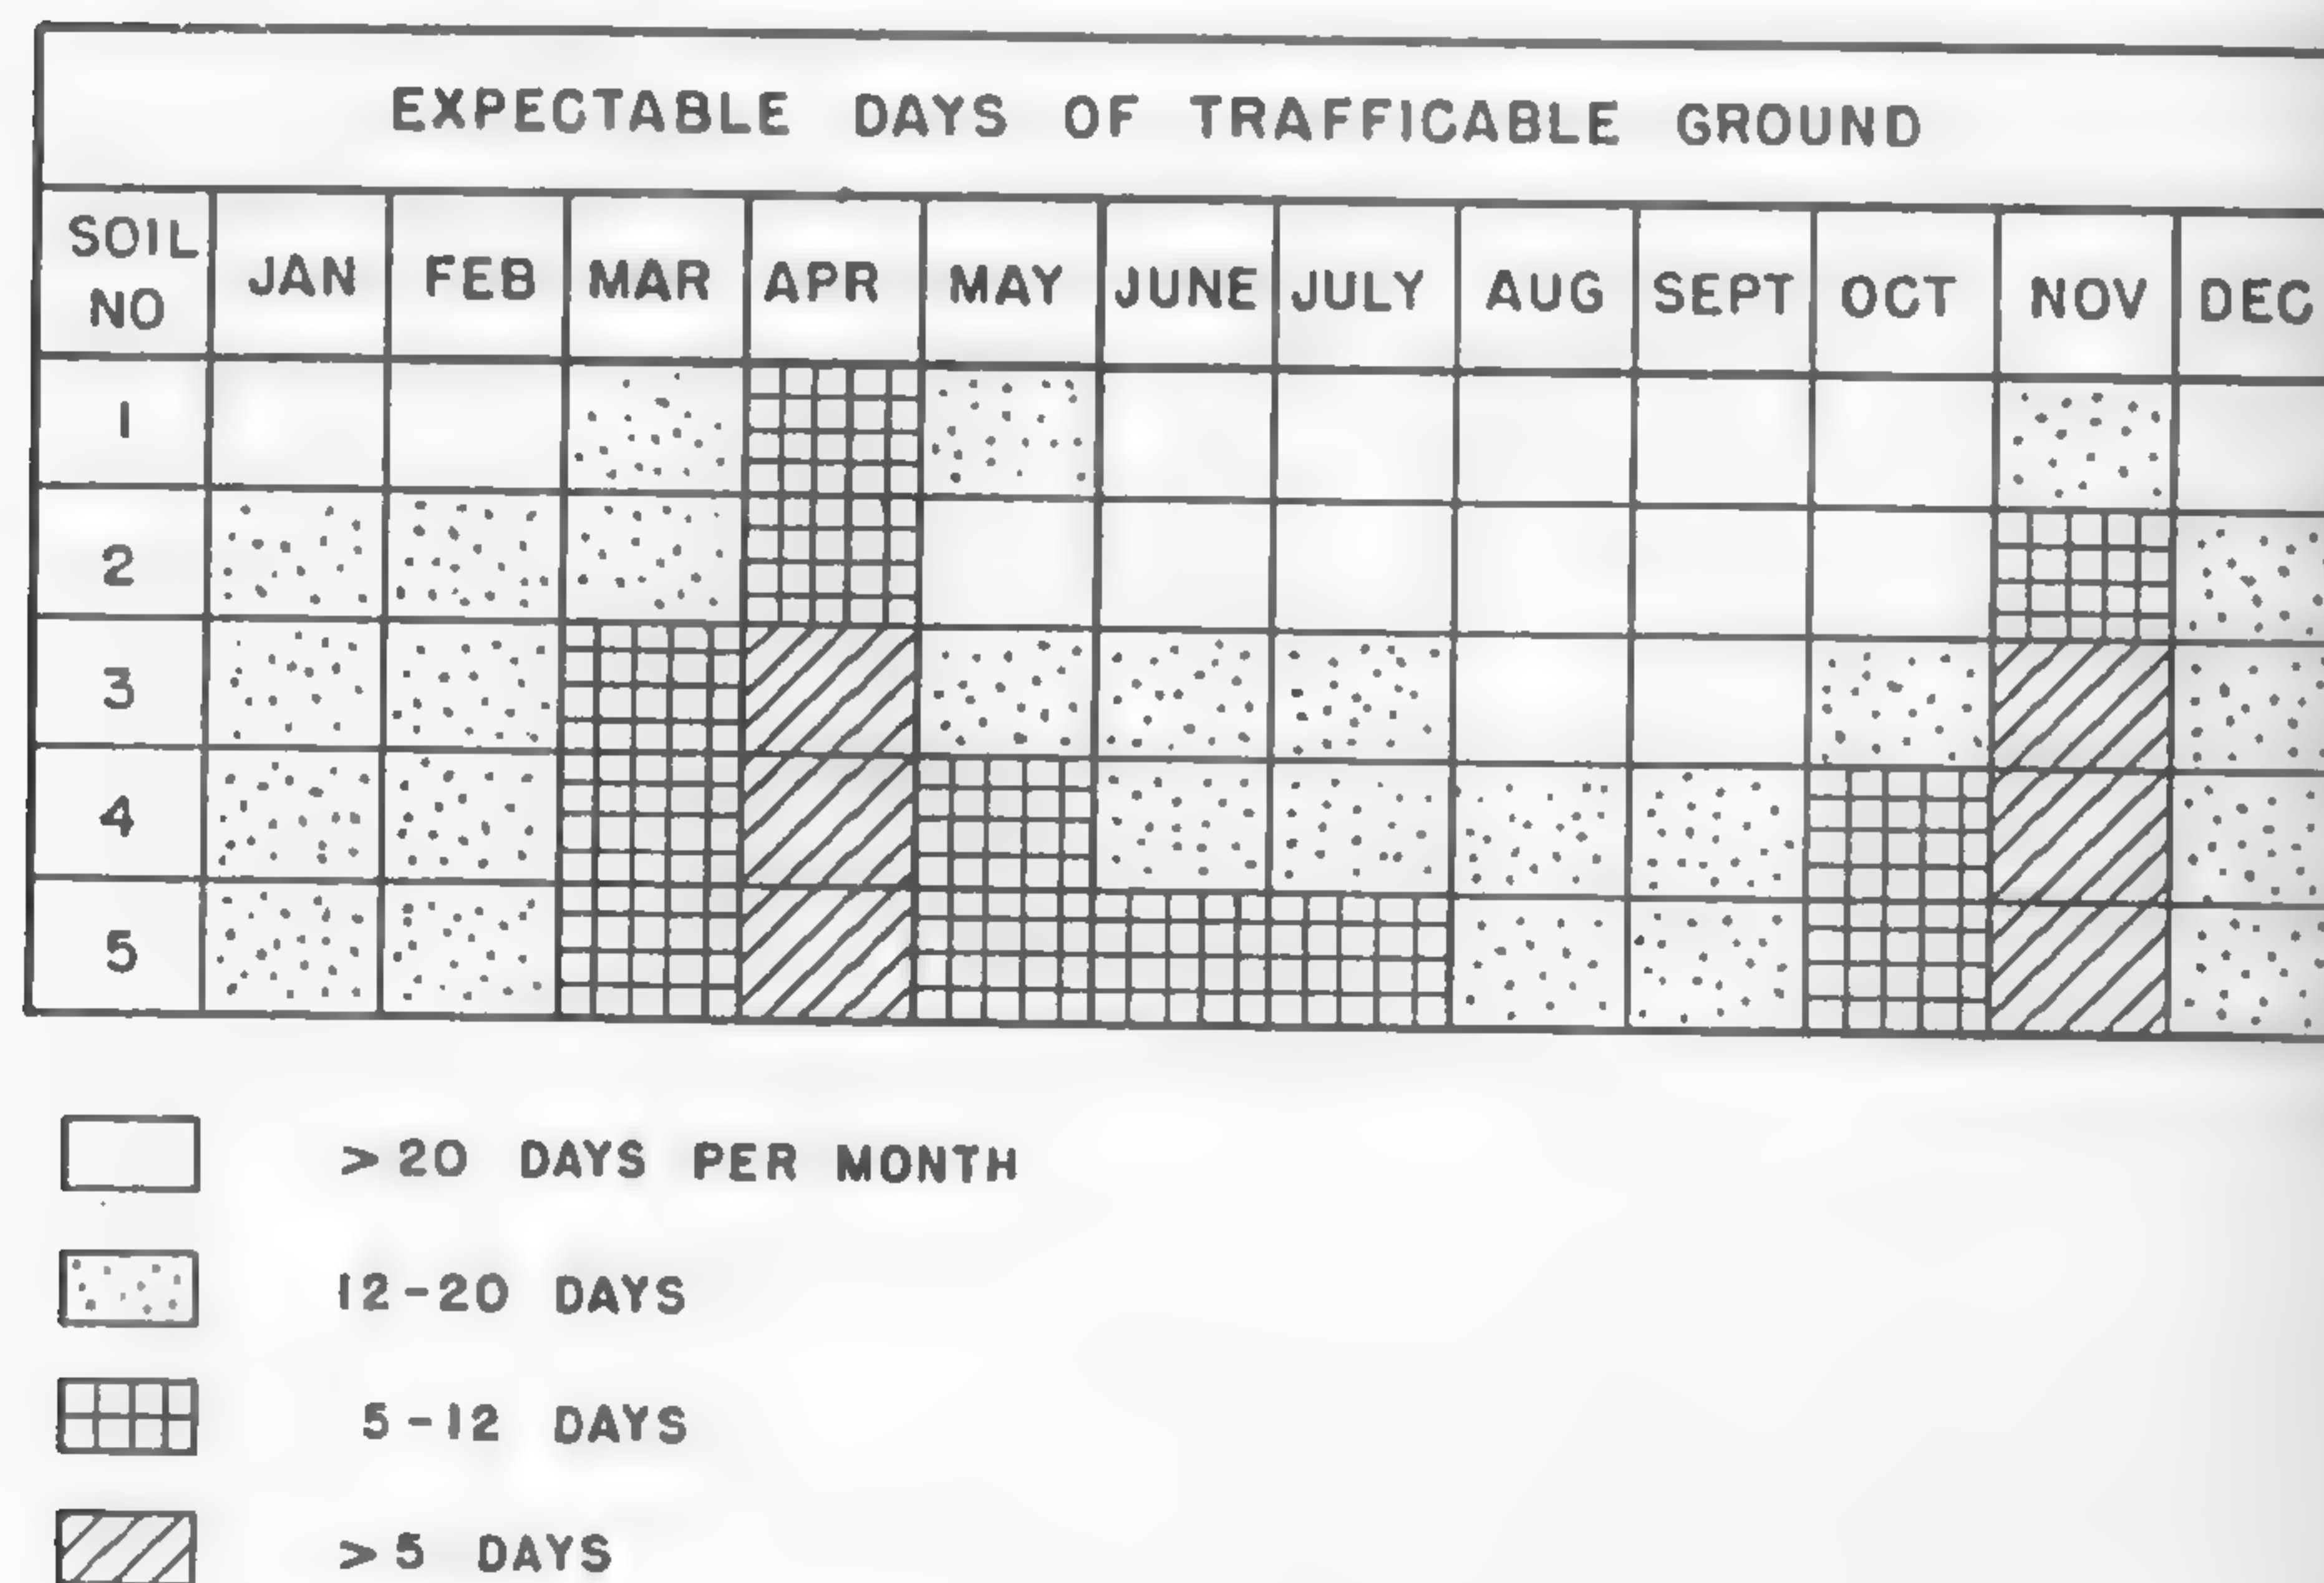 EXPECTABLE DAYS OF TRAFFICABLE GROUND
SOIL NO JAN FEB MAR APR MAY JUNE JULY AUG SEPT OCT NOV DEC
1
2
3
4
5
>20 DAYS PER MONTH
12-20 DAYS
5-12 DAYS
>5 DAYS